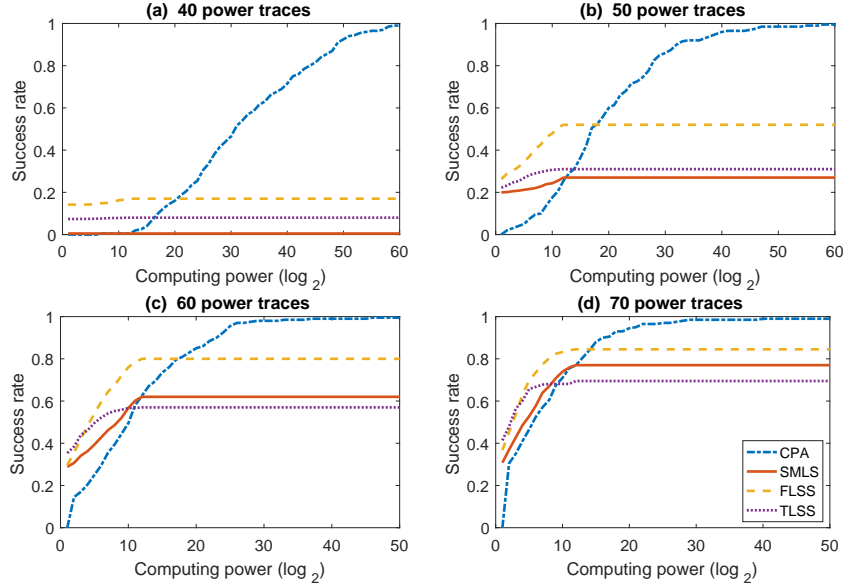 (a) 40 power traces
Success rate
1
0.8
0.6
0.4
0.2
0
0 10 20 30 40 50 60
Computing power (log 2)
(b) 50 power traces
Success rate
1
0.8
0.6
0.4
0.2
0
0 10 20 30 40 50 60
Computing power (log 2)
(c) 60 power traces
Success rate
1
0.8
0.6
0.4
0.2
0
0 10 20 30 40 50
Computing power (log 2)
(d) 70 power traces
Success rate
1
0.8
0.6
0.4
0.2
0
0 10 20 30 40 50
Computing power (log 2)
CPA
SMLS
FLSS
TLSS